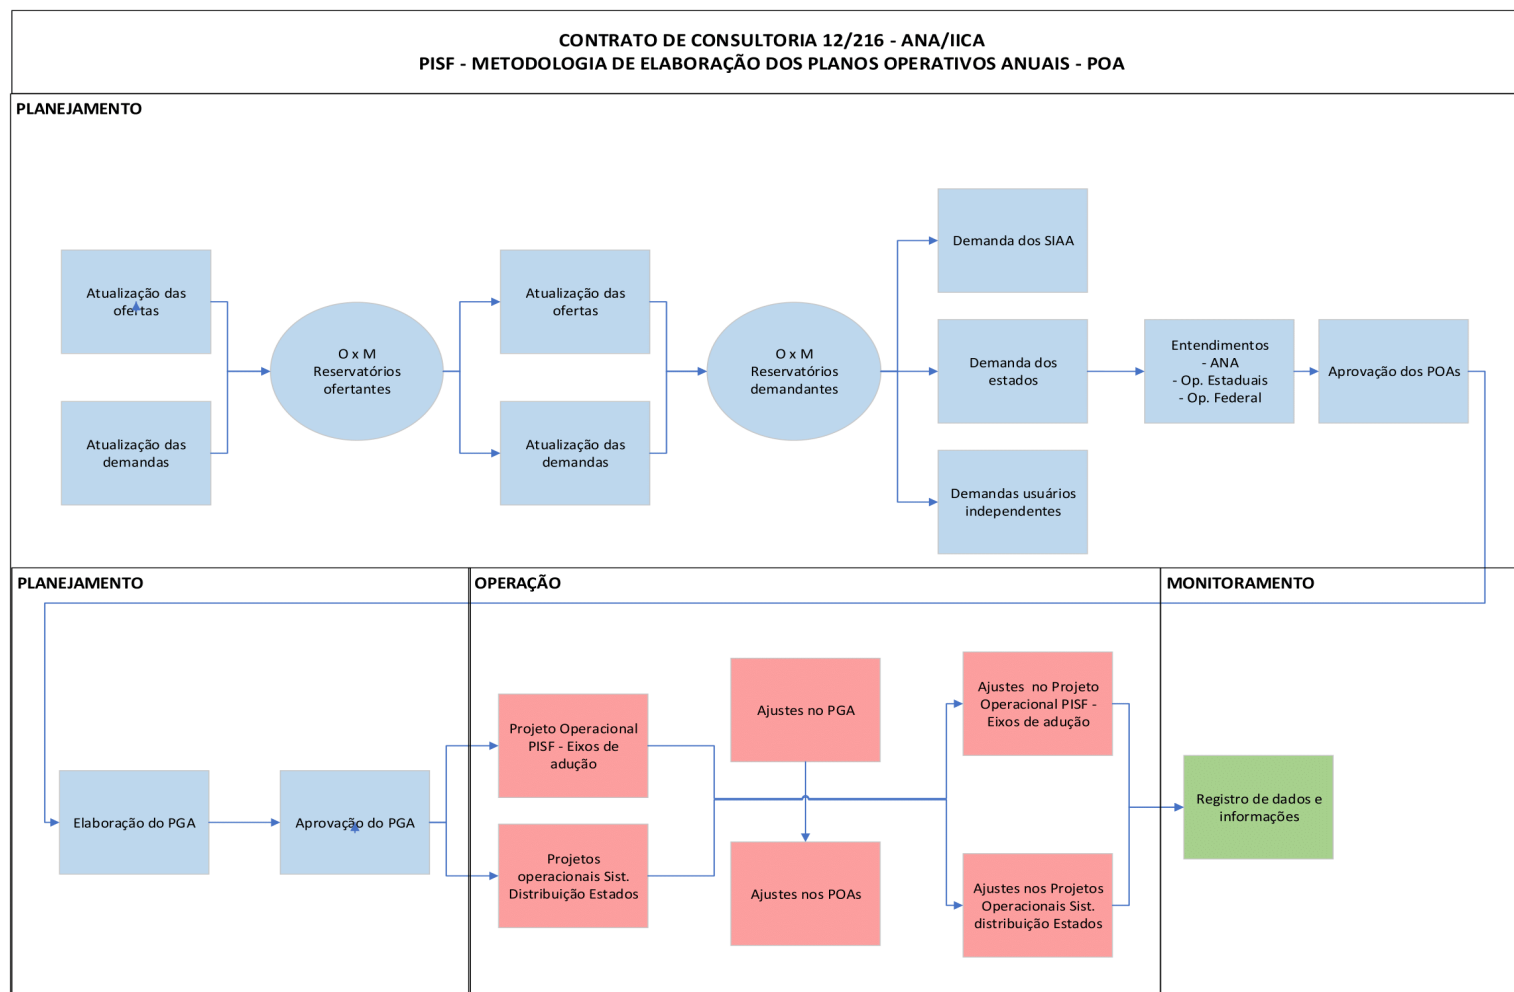 CONTRATO DE CONSULTORIA 12/216 - ANA/IICA
PISF - METODOLOGIA DE ELABORAÇÃO DOS PLANOS OPERATIVOS ANUAIS - POA
PLANEJAMENTO
Atualização das
ofertas
Atualização das
demandas
O x M
Reservatórios
ofertantes
Atualização das
ofertas
Atualização das
demandas
O x M
Reservatórios
demandantes
Demanda dos SIAA
Demanda dos
estados
Demandas usuários
independentes
Entendimentos
- ANA
- Op. Estaduais
- Op. Federal
Aprovação dos POAs
PLANEJAMENTO
Elaboração do PGA
Aprovação do PGA
OPERAÇÃO
Projeto Operacional
PISF - Eixos de
adução
Projetos
operacionais Sist.
Distribuição Estados
Ajustes no PGA
Ajustes nos POAs
Ajustes  no Projeto
Operacional PISF -
Eixos de adução
Ajustes nos Projetos
Operacionais Sist.
distribuição Estados
MONITORAMENTO
Registro de dados e
informações